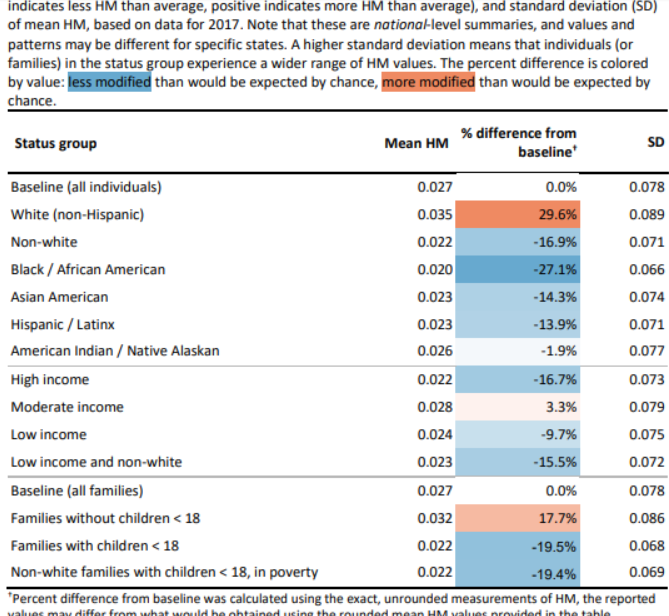 indicates less HM than average, positive indicates more HM than average), and standard deviation (SD)
of mean HM, based on data for 2017. Note that these are national-level summaries, and values and
patterns may be different for specific states. A higher standard deviation means that individuals (or
families) in the status group experience a wider range of HM values. The percent difference is colored
by value: less modified than would be expected by chance, more modified than would be expected by
chance.
Status group Mean HM % difference from baseline† SD
Baseline (all individuals) 0.027 0.0% 0.078
White (non-Hispanic) 0.035 29.6% 0.089
Non-white 0.022 -16.9% 0.071
Black / African American 0.020 -27.1% 0.066
Asian American 0.023 -14.3% 0.074
Hispanic / Latinx 0.023 -13.9% 0.071
American Indian / Native Alaskan 0.026 -1.9% 0.077
High income 0.022 -16.7% 0.073
Moderate income 0.028 3.3% 0.079
Low income 0.024 -9.7% 0.075
Low income and non-white 0.023 -15.5% 0.072
Baseline (all families) 0.027 0.0% 0.078
Families without children < 18 0.032 17.7% 0.086
Families with children < 18 0.022 -19.5% 0.068
Non-white families with children < 18, in poverty 0.022 -19.4% 0.069
†Percent difference from baseline was calculated using the exact, unrounded measurements of HM, the reported
values may differ from what would be obtained using the rounded mean HM values provided in the table